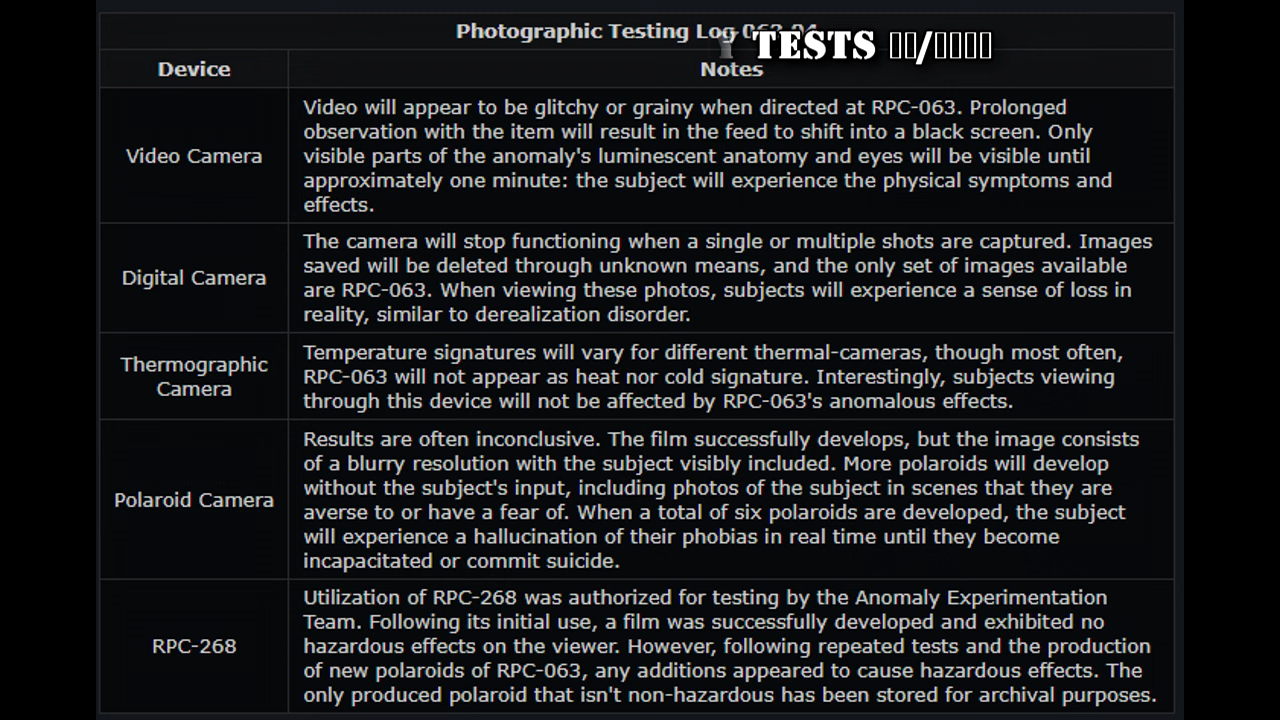 Photographic Testing Log
TESTS
Device Notes
Video Camera
Video will appear to be glitchy or grainy when directed at RPC-063. Prolonged
observation with the item will result in the feed to shift into a black screen. Only
visible parts of the anomaly's luminescent anatomy and eyes will be visible until
approximately one minute: the subject will experience the physical symptoms and
effects.
Digital Camera
The camera will stop functioning when a single or multiple shots are captured. Images
saved will be deleted through unknown means, and the only set of images available
are RPC-063. When viewing these photos, subjects will experience a sense of loss in
reality, similar to derealization disorder.
Thermographic
Camera
Temperature signatures will vary for different thermal-cameras, though most often,
RPC-063 will not appear as heat nor cold signature. Interestingly, subjects viewing
through this device will not be affected by RPC-063's anomalous effects.
Polaroid Camera
Results are often inconclusive. The film successfully develops, but the image consists
of a blurry resolution with the subject visibly included. More polaroids will develop
without the subject's input, including photos of the subject in scenes that they are
averse to or have a fear of. When a total of six polaroids are developed, the subject
will experience a hallucination of their phobias in real time until they become
incapacitated or commit suicide.
RPC-268
Utilization of RPC-268 was authorized for testing by the Anomaly Experimentation
Team. Following its initial use, a film was successfully developed and exhibited no
hazardous effects on the viewer. However, following repeated tests and the production
of new polaroids of RPC-063, any additions appeared to cause hazardous effects. The
only produced polaroid that isn't non-hazardous has been stored for archival purposes.